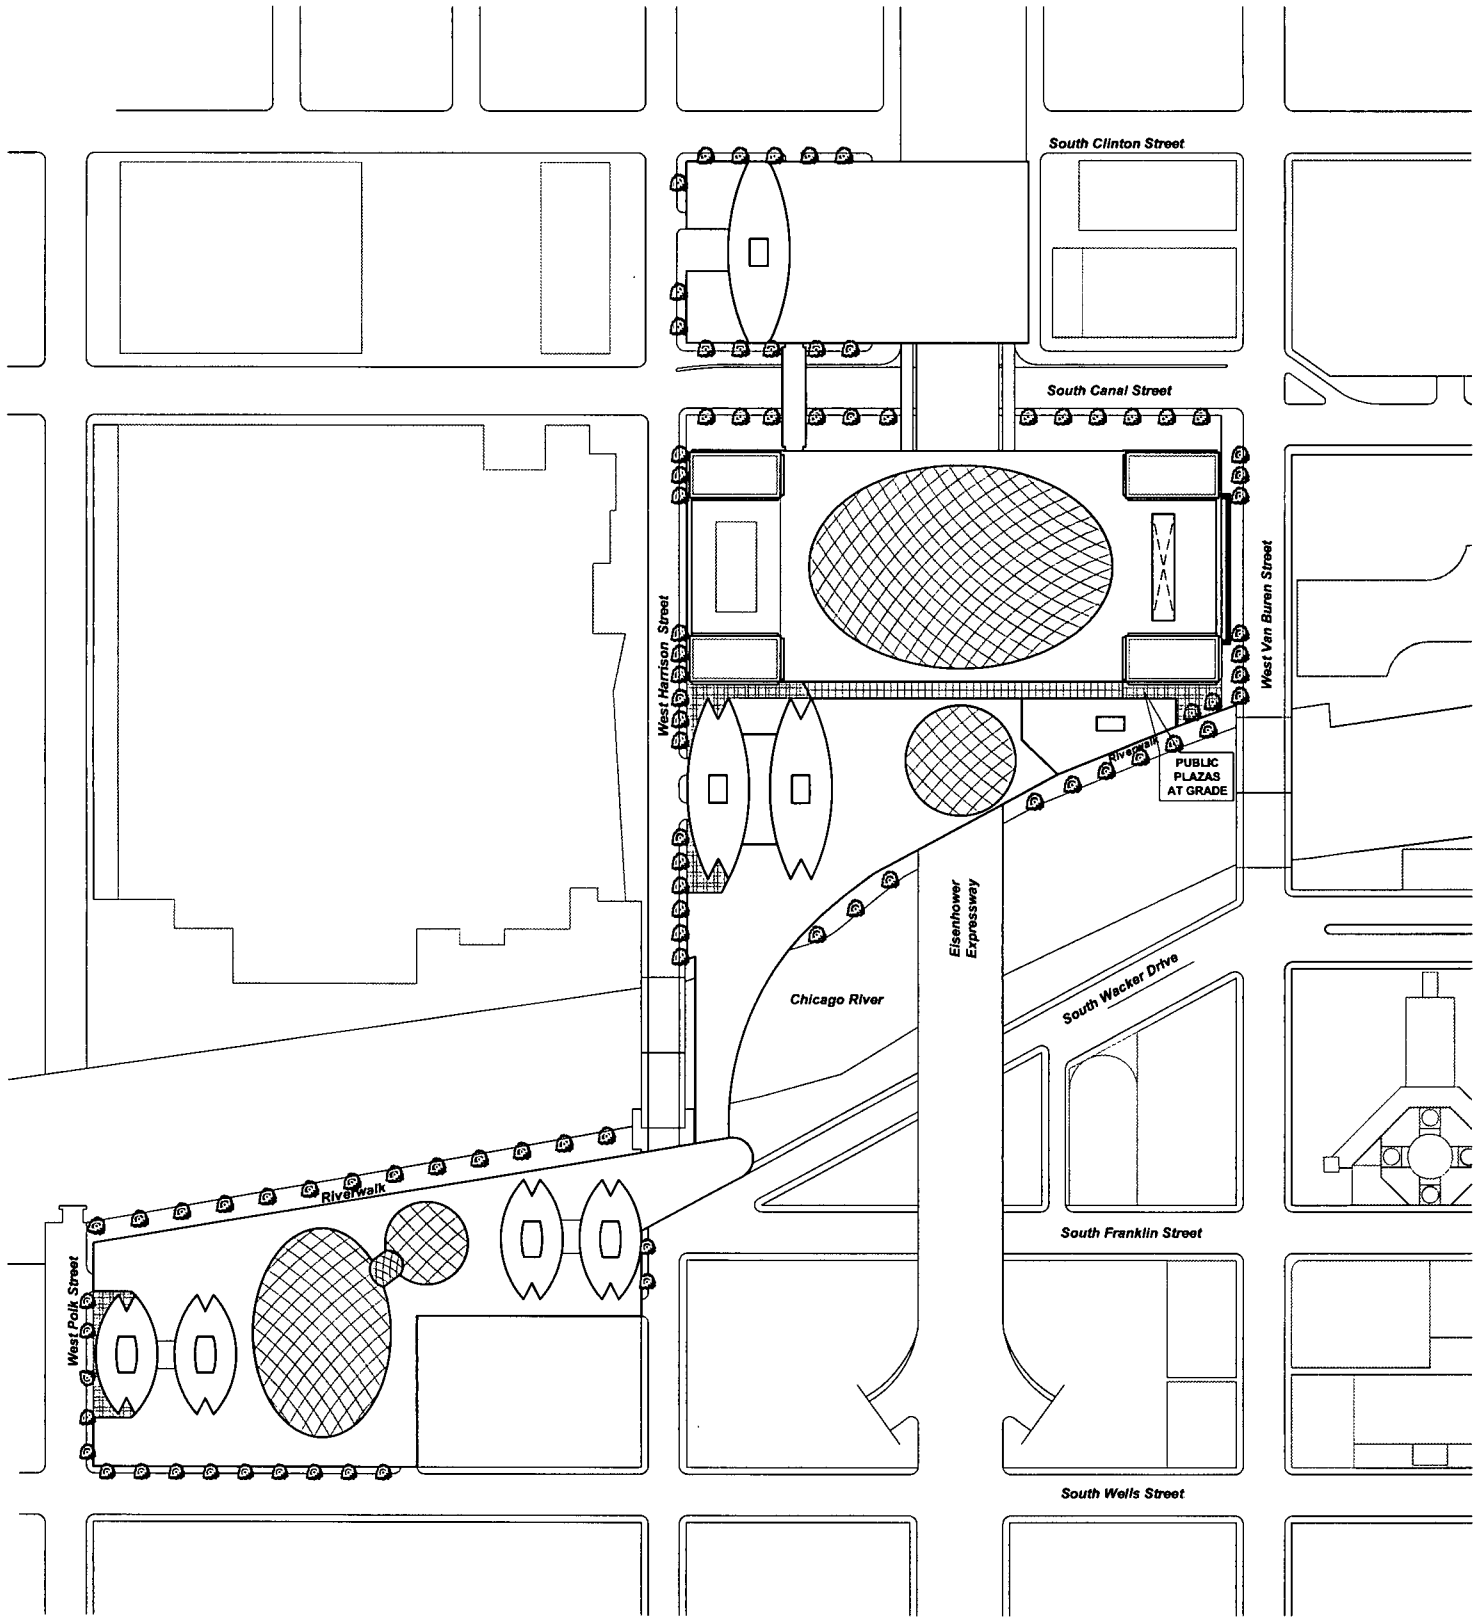 South Clinton Street
South Canal Street
West Harrison Street
West Van Buren Street
Riverwalk
PUBLIC
PLAZAS
AT GRADE
Eisenhower
Expressway
South Wacker Drive
Chicago River
Riverwalk
South Franklin Street
West Polk Street
South Wells Street